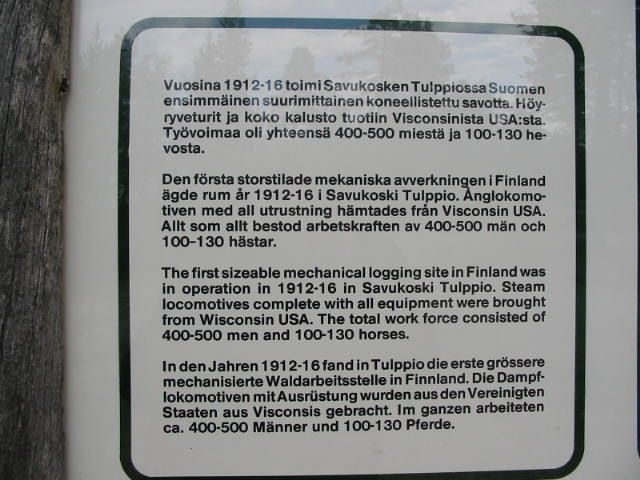 Vuosina 1912-16 toimi Savukosken Tulppiossa Suomen
ensimmäinen suurimittainen koneellistettu savotta. Höy-
ryveturit ja koko kalusto tuotiin Visconsinista USA:sta.
Työvoimaa oli yhteensä 400-500 miestä ja 100-130 he-
vosta.
Den första storstilade mekaniska avverkningen i Finland
ägde rum år 1912-16 i Savukoski Tulppio. Ånglokomo-
tiven med all utrustning hämtades från Visconsin USA.
Allt som allt bestod arbetskraften av 400-500 män och
100-130 hästar.
The first sizeable mechanical logging site in Finland was
in operation in 1912-16 in Savukoski Tulppio. Steam
locomotives complete with all equipment were brought
from Wisconsin USA. The total work force consisted of
400-500 men and 100-130 horses.
In den Jahren 1912-16 fand in Tulppio die erste grössere
mechanisierte Waldarbeitsstelle in Finnland. Die Dampf-
lokomotiven mit Ausrüstung wurden aus den Vereinigten
Staaten aus Visconsis gebracht. Im ganzen arbeiteten
ca. 400-500 Männer und 100-130 Pferde.